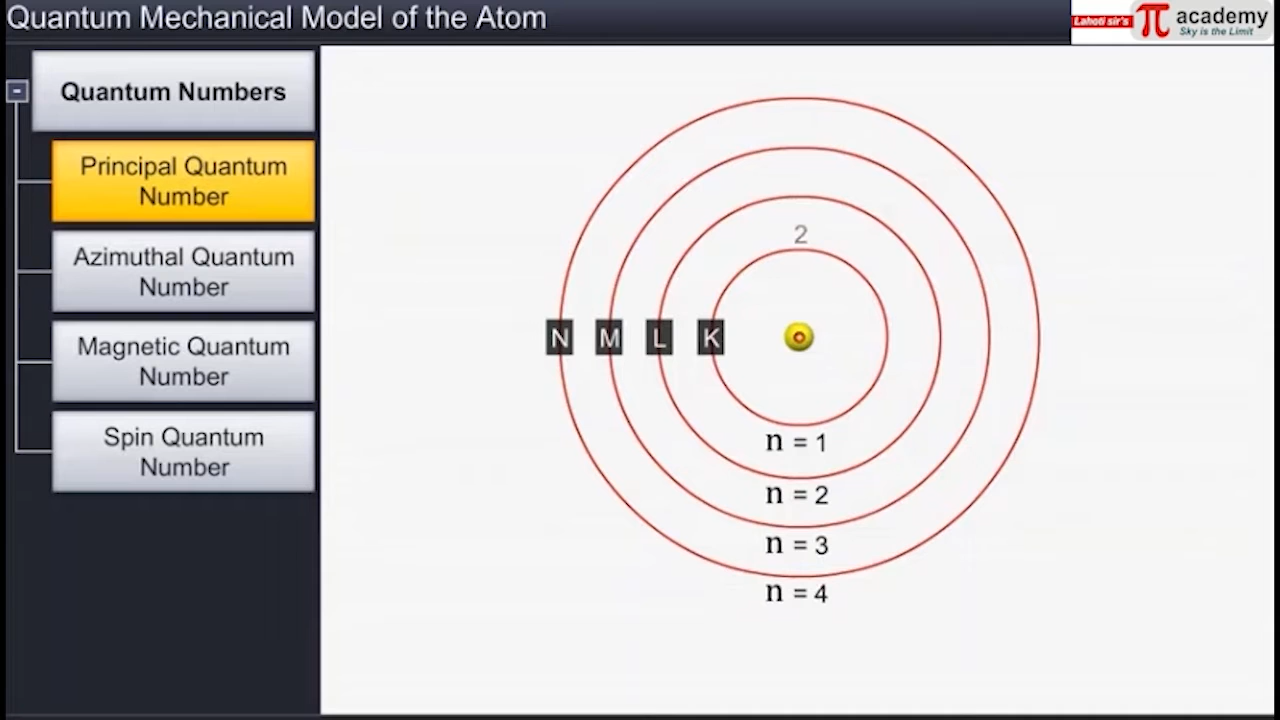 Quantum Mechanical Model of the Atom
Lahoti sir's
π academy
Sky is the Limit
-
Quantum Numbers
Principal Quantum
Number
Azimuthal Quantum
Number
Magnetic Quantum
Number
Spin Quantum
Number
2
N M L K
n = 1
n = 2
n = 3
n = 4